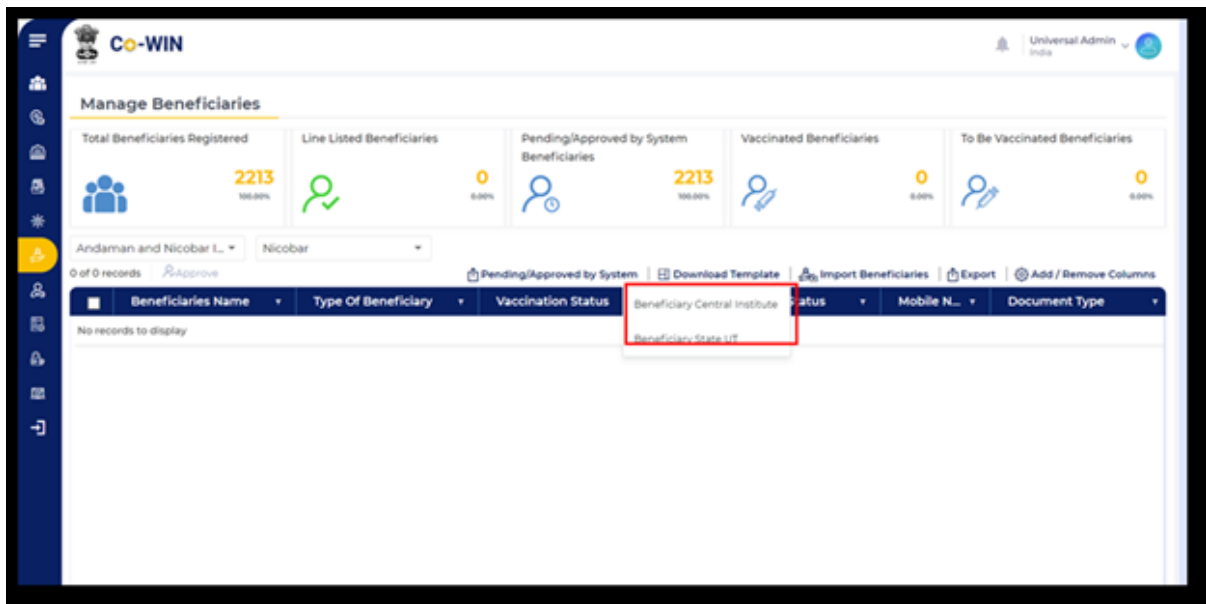 Co-WIN
Universal Admin
India
Manage Beneficiaries
Total Beneficiaries Registered
2213
100.00%
Line Listed Beneficiaries
0
0.00%
Pending/Approved by System
Beneficiaries
2213
100.00%
Vaccinated Beneficiaries
0
0.00%
To Be Vaccinated Beneficiaries
0
0.00%
Andaman and Nicobar I... Nicobar
0 of 0 records Approve Pending/Approved by System Download Template Import Beneficiaries Export Add / Remove Columns
Beneficiaries Name Type Of Beneficiary Vaccination Status Status Mobile N... Document Type
Beneficiary Central Institute
No records to display
Beneficiary State UT